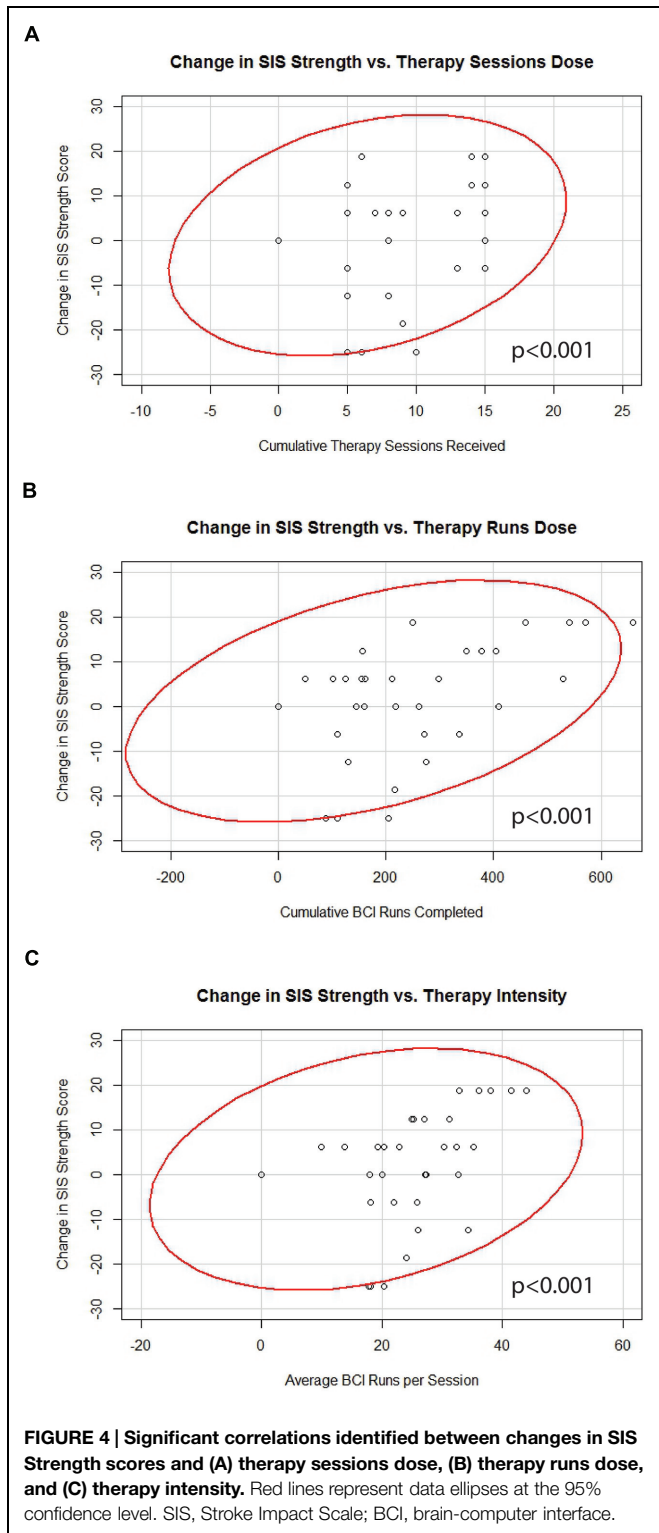 A
Change in SIS Strength vs. Therapy Sessions Dose
30
20
10
0
-10
-20
-30
Change in SIS Strength Score
p<0.001
-10 -5 0 5 10 15 20 25
Cumulative Therapy Sessions Received
B
Change in SIS Strength vs. Therapy Runs Dose
30
20
10
0
-10
-20
-30
Change in SIS Strength Score
p<0.001
-200 0 200 400 600
Cumulative BCI Runs Completed
C
Change in SIS Strength vs. Therapy Intensity
30
20
10
0
-10
-20
-30
Change in SIS Strength Score
p<0.001
-20 0 20 40 60
Average BCI Runs per Session
FIGURE 4 | Significant correlations identified between changes in SIS
Strength scores and (A) therapy sessions dose, (B) therapy runs dose,
and (C) therapy intensity. Red lines represent data ellipses at the 95%
confidence level. SIS, Stroke Impact Scale; BCI, brain-computer interface.